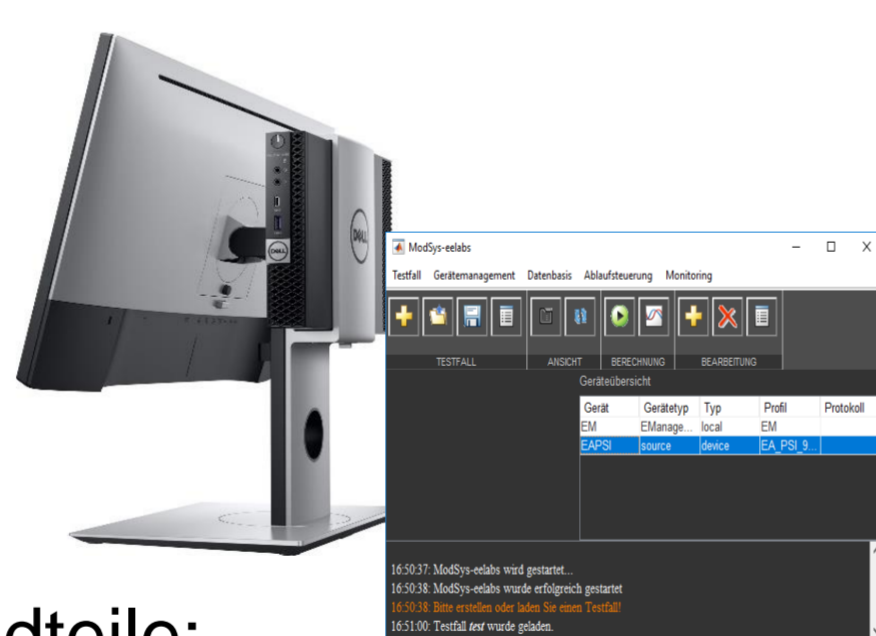 DELL
DELL
ModSys-eelabs
Testfall Gerätemanagement Datenbasis Ablaufsteuerung Monitoring
TESTFALL ANSICHT BERECHNUNG BEARBEITUNG
Geräteübersicht
Gerät Gerätetyp Typ Profil Protokoll
EM EManage... local EM
EAPSI source device EA_PSI_9...
16:50:37: ModSys-eelabs wird gestartet...
16:50:38: ModSys-eelabs wurde erfolgreich gestartet
16:50:38: Bitte erstellen oder laden Sie einen Testfall!
16:51:00: Testfall test wurde geladen.
dteile: